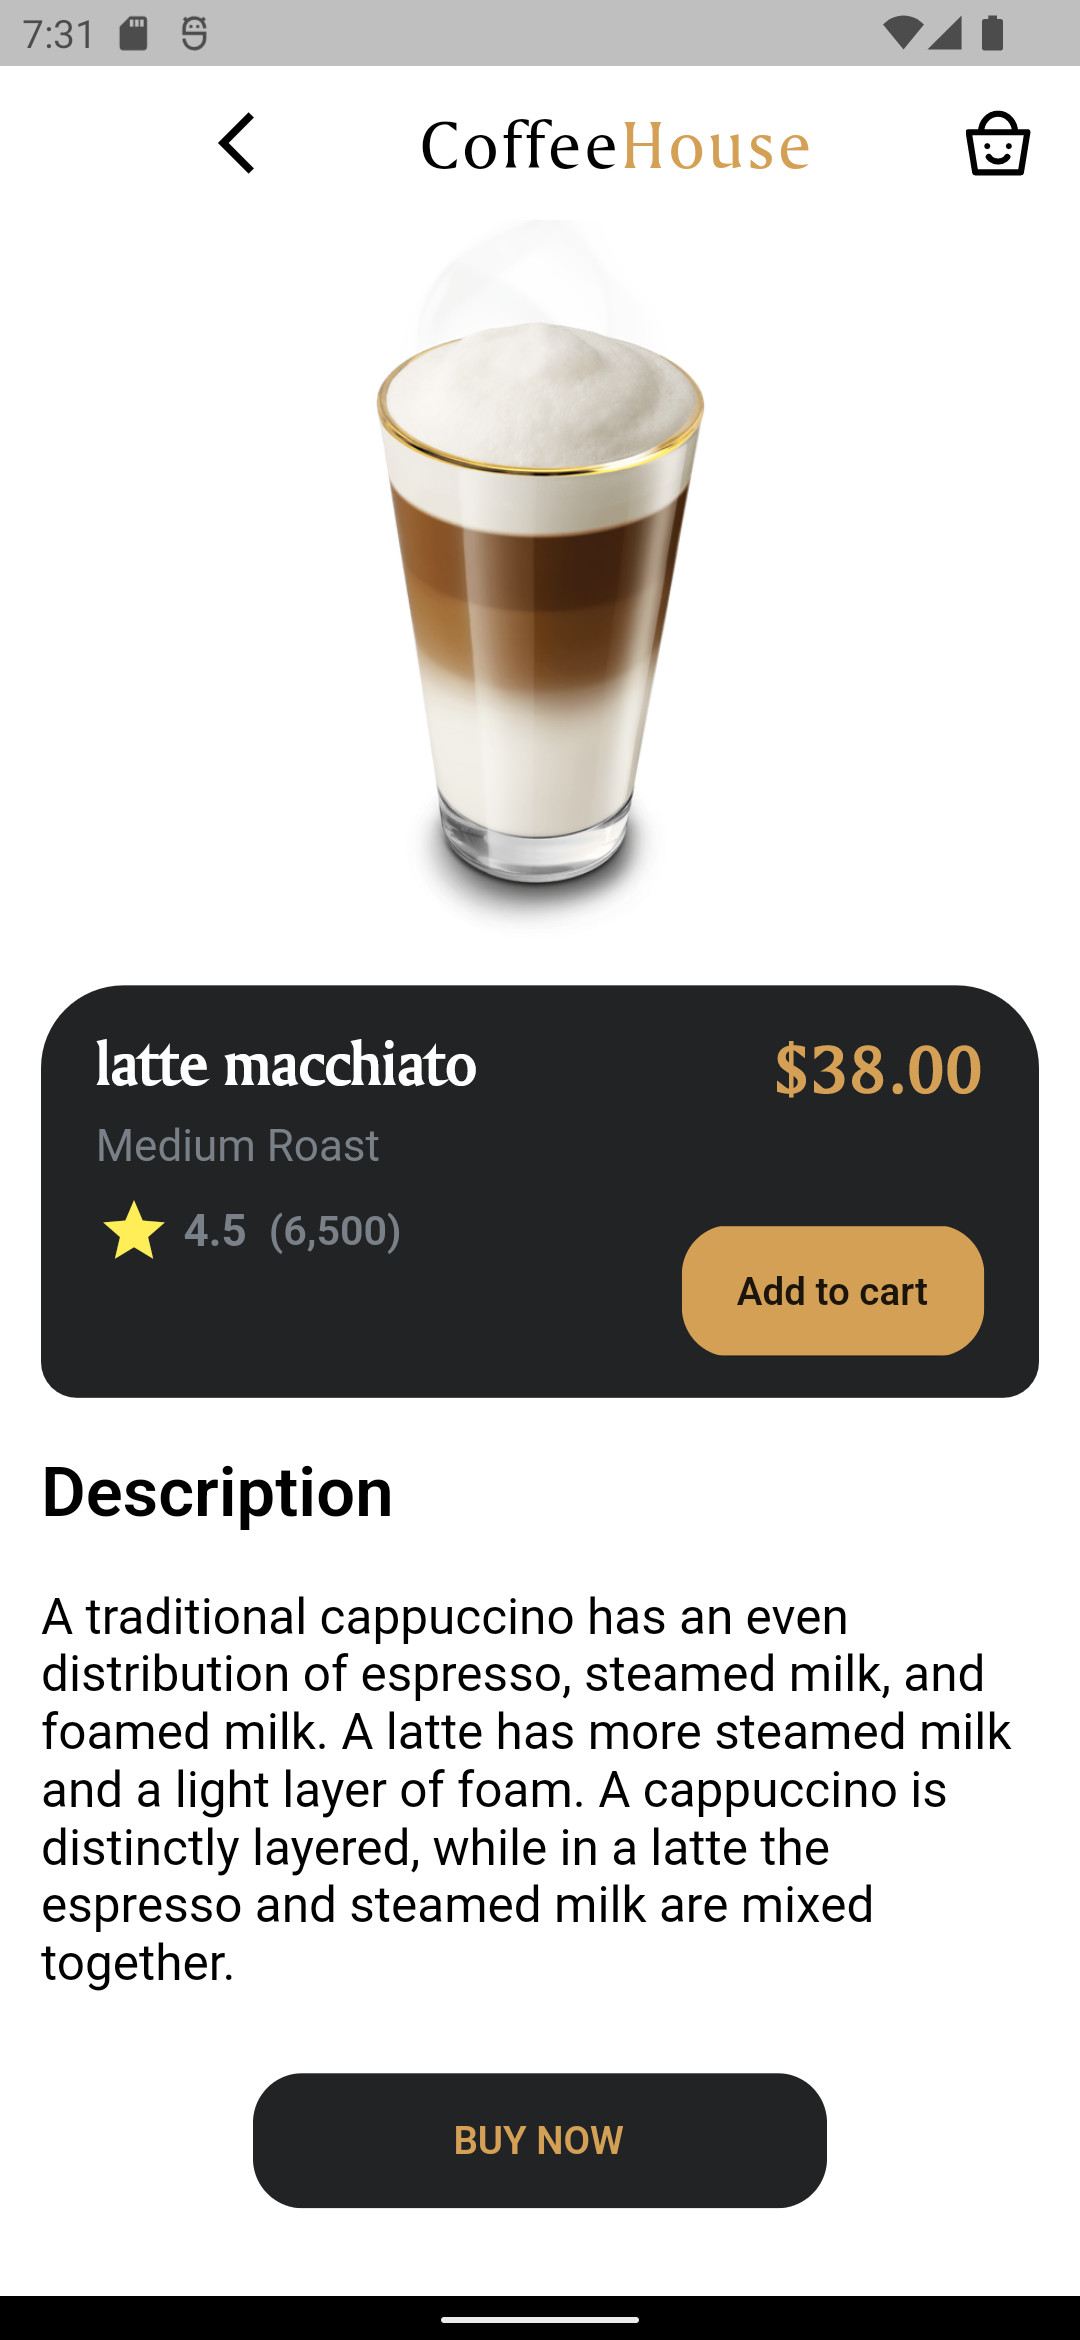 7:31
CoffeeHouse
latte macchiato
$38.00
Medium Roast
4.5 (6,500)
Add to cart
Description
A traditional cappuccino has an even
distribution of espresso, steamed milk, and
foamed milk. A latte has more steamed milk
and a light layer of foam. A cappuccino is
distinctly layered, while in a latte the
espresso and steamed milk are mixed
together.
BUY NOW